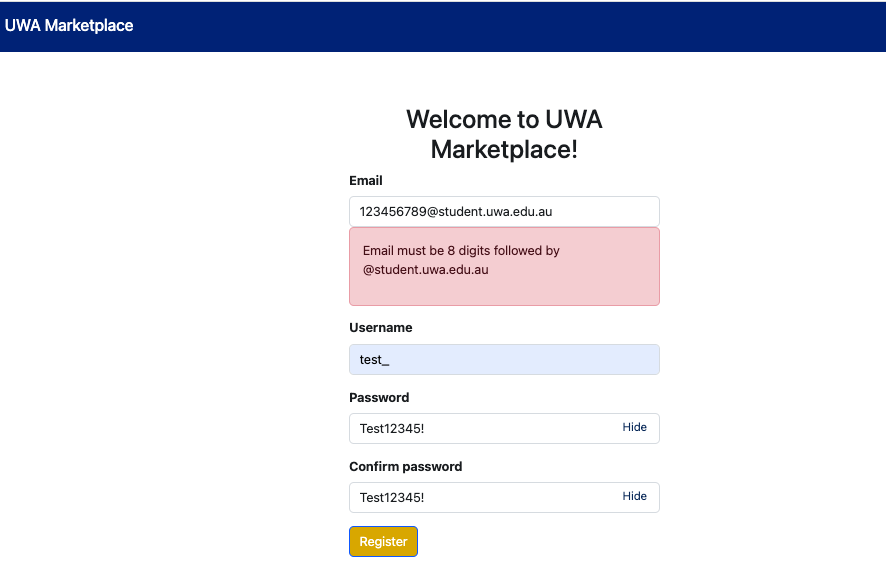 UWA Marketplace
Welcome to UWA
Marketplace!
Email
123456789@student.uwa.edu.au
Email must be 8 digits followed by
@student.uwa.edu.au
Username
test_
Password
Test12345!
Hide
Confirm password
Test12345!
Hide
Register